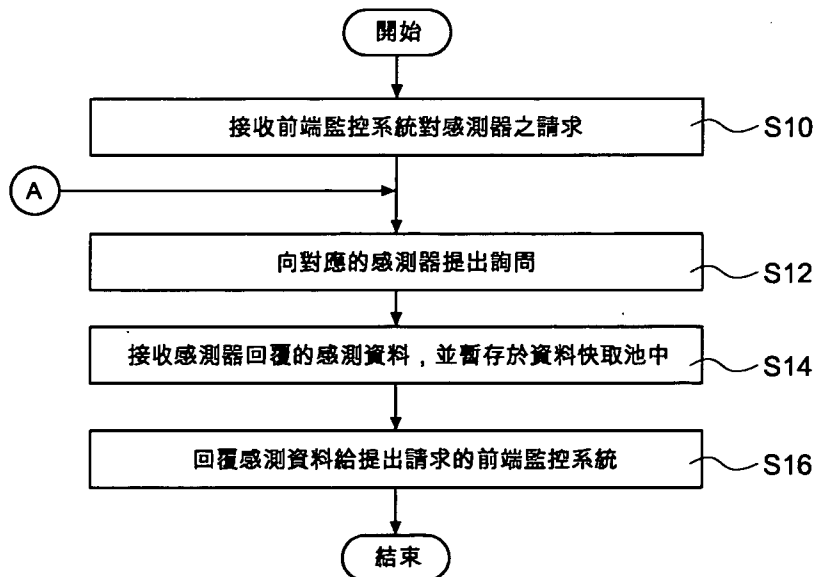 開始
接收前端監控系統對感測器之請求
S10
A
向對應的感測器提出詢問
S12
接收感測器回覆的感測資料，並暫存於資料快取池中
S14
回覆感測資料給提出請求的前端監控系統
S16
結束